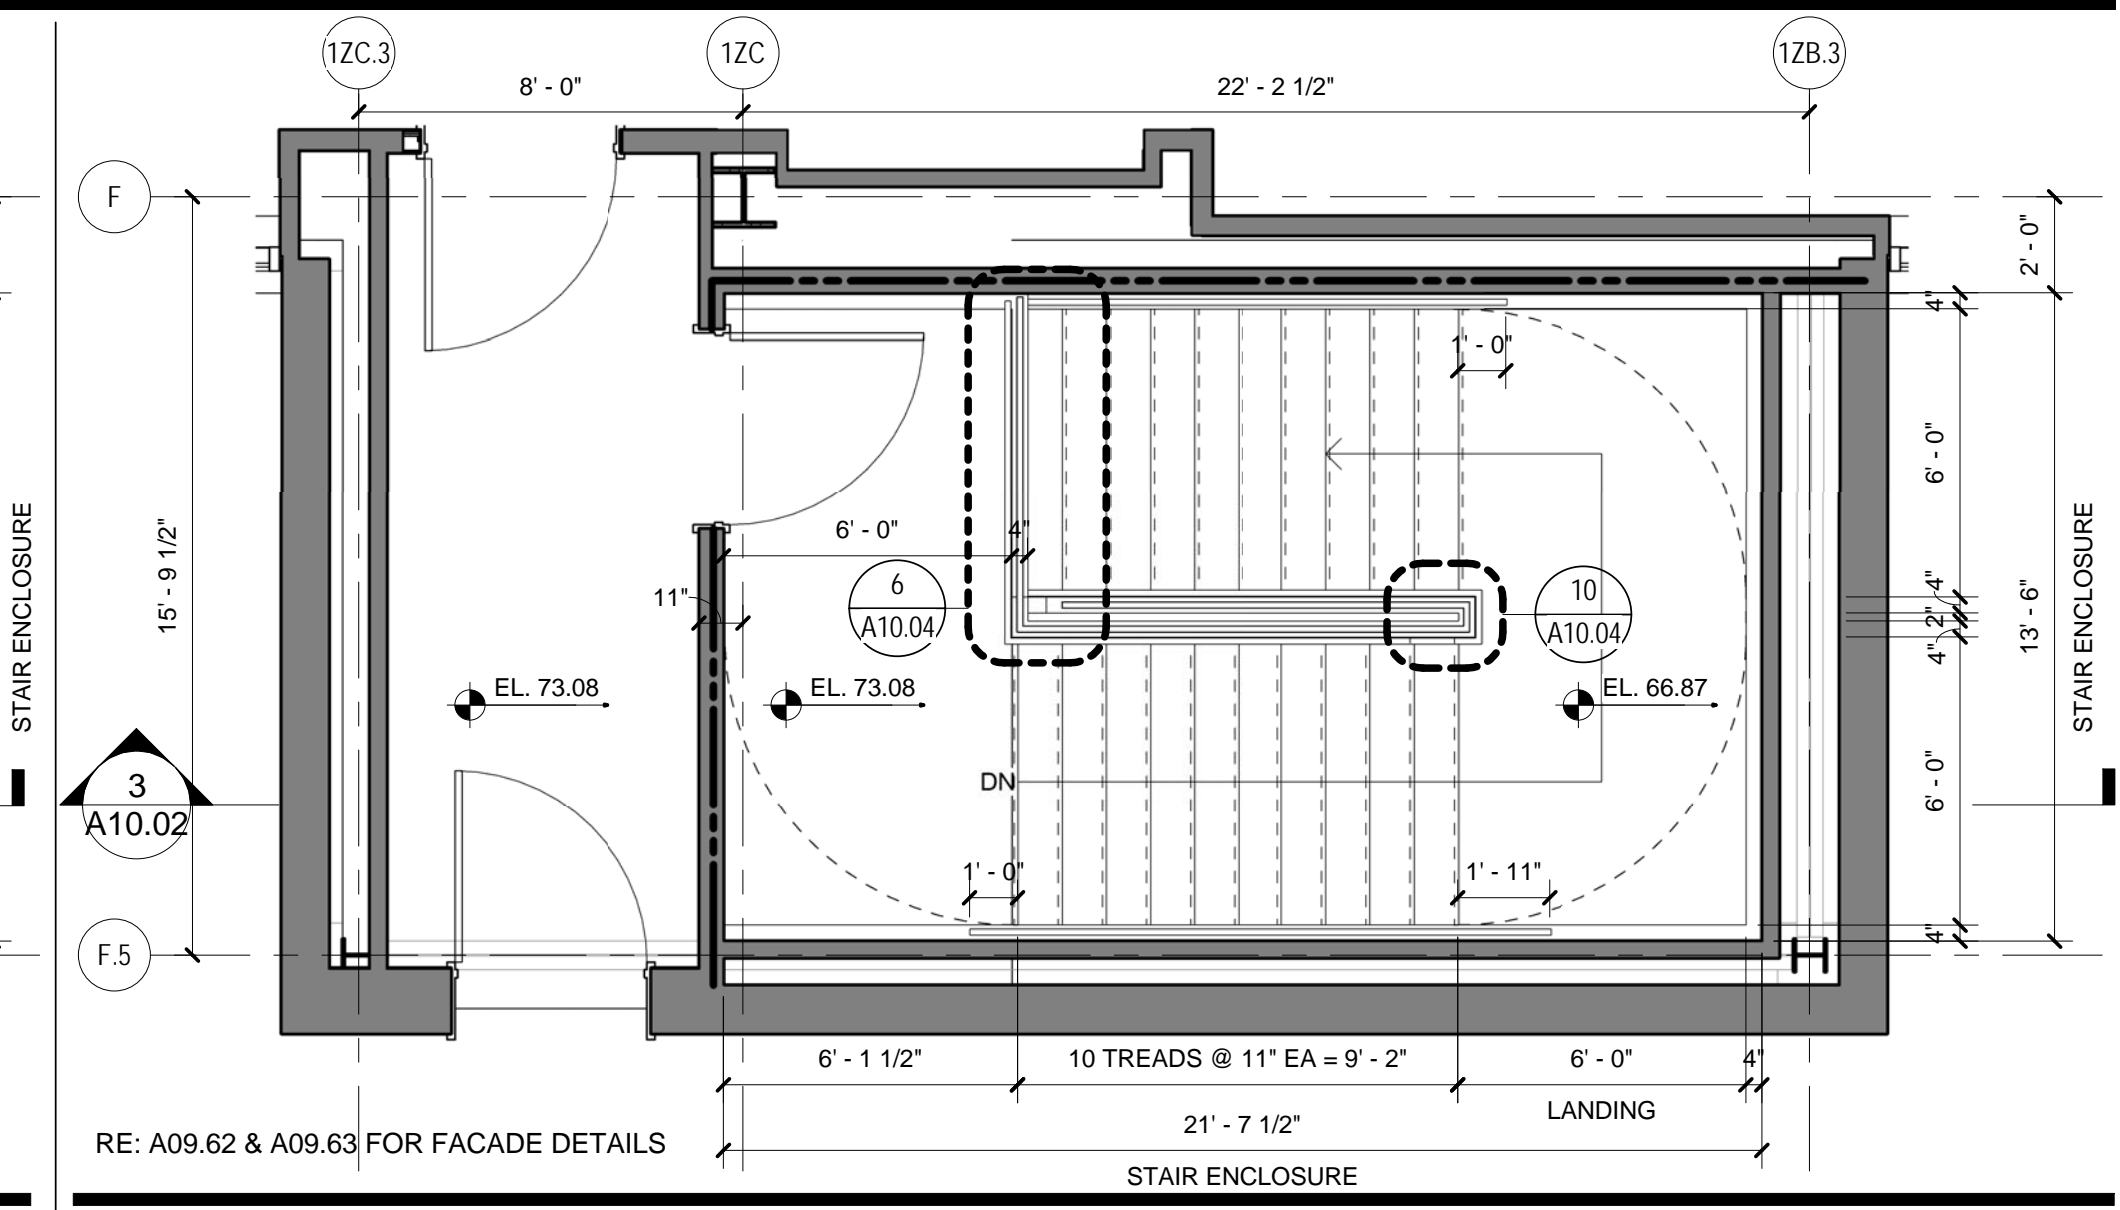 1ZC.3
1ZC
1ZB.3
8' - 0"
22' - 2 1/2"
F
2' - 0"
4"
1' - 0"
6' - 0"
STAIR ENCLOSURE
15' - 9 1/2"
6' - 0"
4"
STAIR ENCLOSURE
13' - 6"
4"
2"
4"
11"
6
A10.04
10
A10.04
EL. 73.08
EL. 73.08
EL. 66.87
3
A10.02
DN
6' - 0"
1' - 0"
1' - 11"
4"
F.5
6' - 1 1/2"
10 TREADS @ 11" EA = 9' - 2"
6' - 0"
4"
LANDING
21' - 7 1/2"
RE: A09.62 & A09.63 FOR FACADE DETAILS
STAIR ENCLOSURE